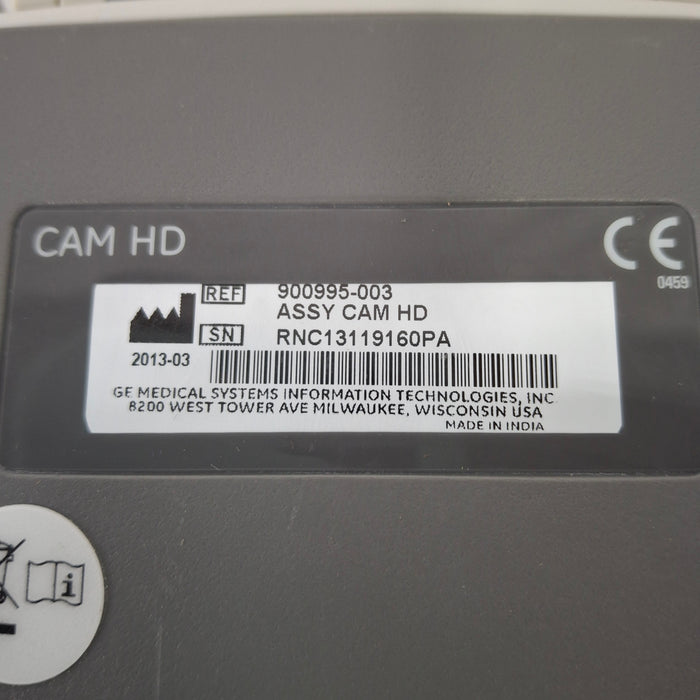 CAM HD
CE
0459
REF 900995-003
ASSY CAM HD
SN RNC13119160PA
2013-03
GE MEDICAL SYSTEMS INFORMATION TECHNOLOGIES, INC
8200 WEST TOWER AVE MILWAUKEE, WISCONSIN USA
MADE IN INDIA
i